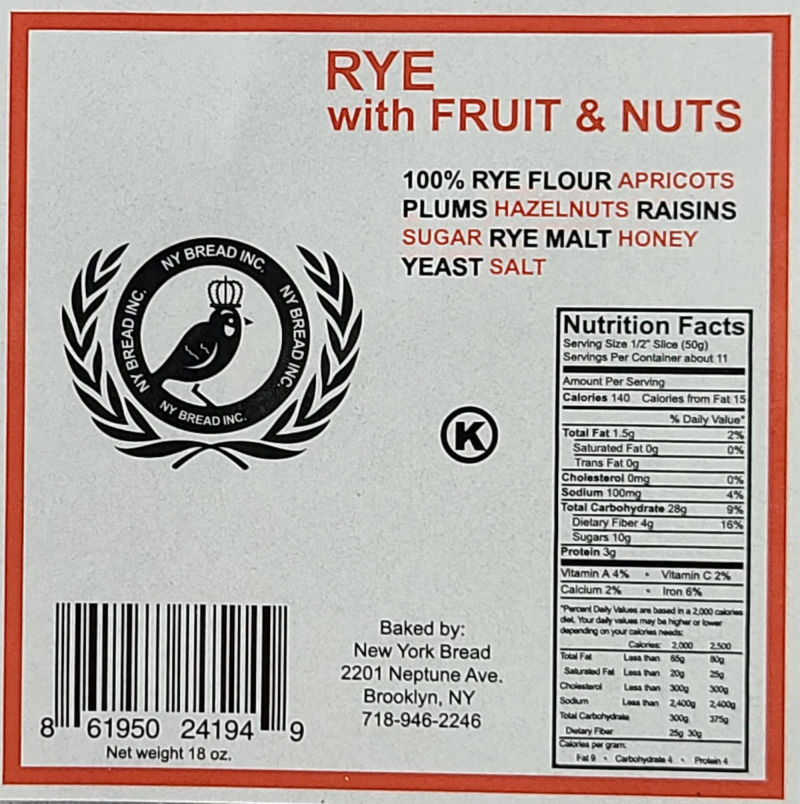 RYE
with FRUIT & NUTS
100% RYE FLOUR APRICOTS
PLUMS HAZELNUTS RAISINS
SUGAR RYE MALT HONEY
YEAST SALT
NY BREAD INC.
NY BREAD INC.
NY BREAD INC.
NY BREAD INC.
K
Nutrition Facts
Serving Size 1/2" Slice (50g)
Servings Per Container about 11
Amount Per Serving
Calories 140 Calories from Fat 15
% Daily Value*
Total Fat 1.5g 2%
Saturated Fat 0g 0%
Trans Fat 0g
Cholesterol 0mg 0%
Sodium 100mg 4%
Total Carbohydrate 28g 9%
Dietary Fiber 4g 16%
Sugars 10g
Protein 3g
Vitamin A 4% • Vitamin C 2%
Calcium 2% • Iron 6%
*Percent Daily Values are based in a 2,000 calories
diet. Your daily values may be higher or lower
depending on your calories needs:
Calories: 2,000 2,500
Total Fat Less than 65g 80g
Saturated Fat Less than 20g 25g
Cholesterol Less than 300g 300g
Sodium Less than 2,400g 2,400g
Total Carbohydrate 300g 375g
Dietary Fiber 25g 30g
Calories per gram:
Fat 9 • Carbohydrate 4 • Protein 4
8 61950 24194 9
Net weight 18 oz.
Baked by:
New York Bread
2201 Neptune Ave.
Brooklyn, NY
718-946-2246